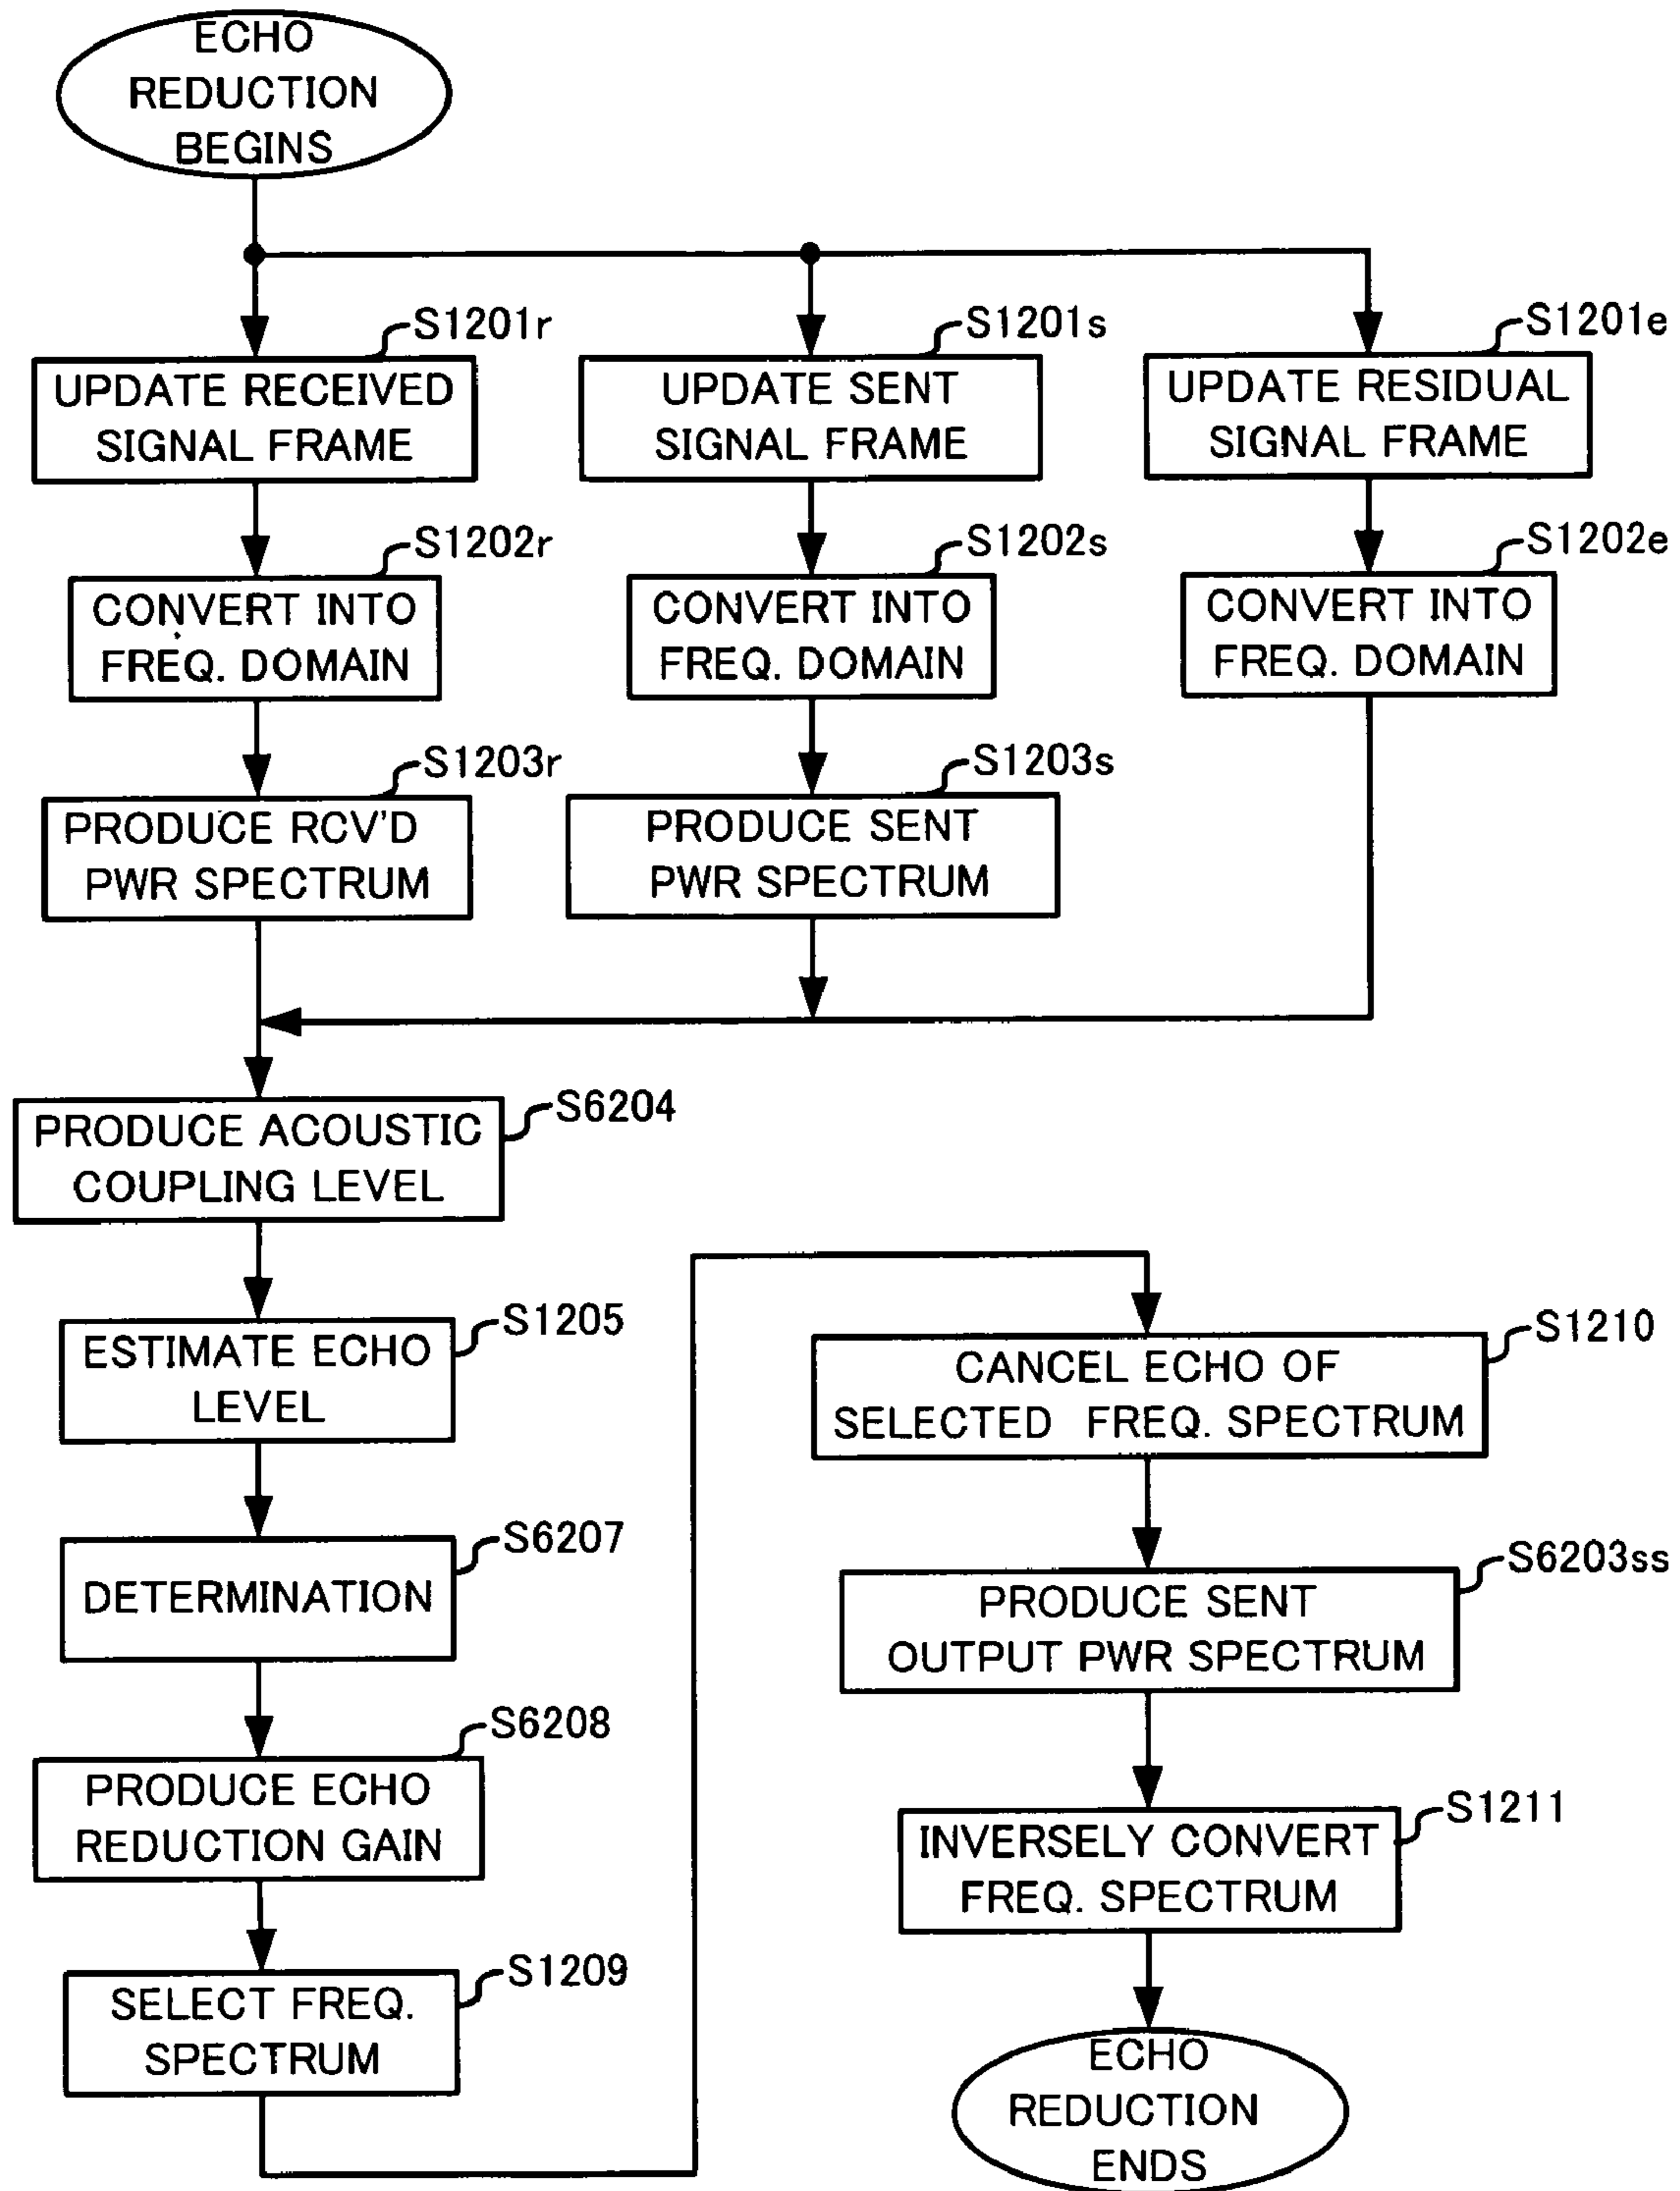 ECHO
REDUCTION
BEGINS
S1201r
UPDATE RECEIVED
SIGNAL FRAME
S1201s
UPDATE SENT
SIGNAL FRAME
S1201e
UPDATE RESIDUAL
SIGNAL FRAME
S1202r
CONVERT INTO
FREQ. DOMAIN
S1202s
CONVERT INTO
FREQ. DOMAIN
S1202e
CONVERT INTO
FREQ. DOMAIN
S1203r
PRODUCE RCV'D
PWR SPECTRUM
S1203s
PRODUCE SENT
PWR SPECTRUM
S6204
PRODUCE ACOUSTIC
COUPLING LEVEL
S1205
ESTIMATE ECHO
LEVEL
S6207
DETERMINATION
S6208
PRODUCE ECHO
REDUCTION GAIN
S1209
SELECT FREQ.
SPECTRUM
S1210
CANCEL ECHO OF
SELECTED FREQ. SPECTRUM
S6203ss
PRODUCE SENT
OUTPUT PWR SPECTRUM
S1211
INVERSELY CONVERT
FREQ. SPECTRUM
ECHO
REDUCTION
ENDS